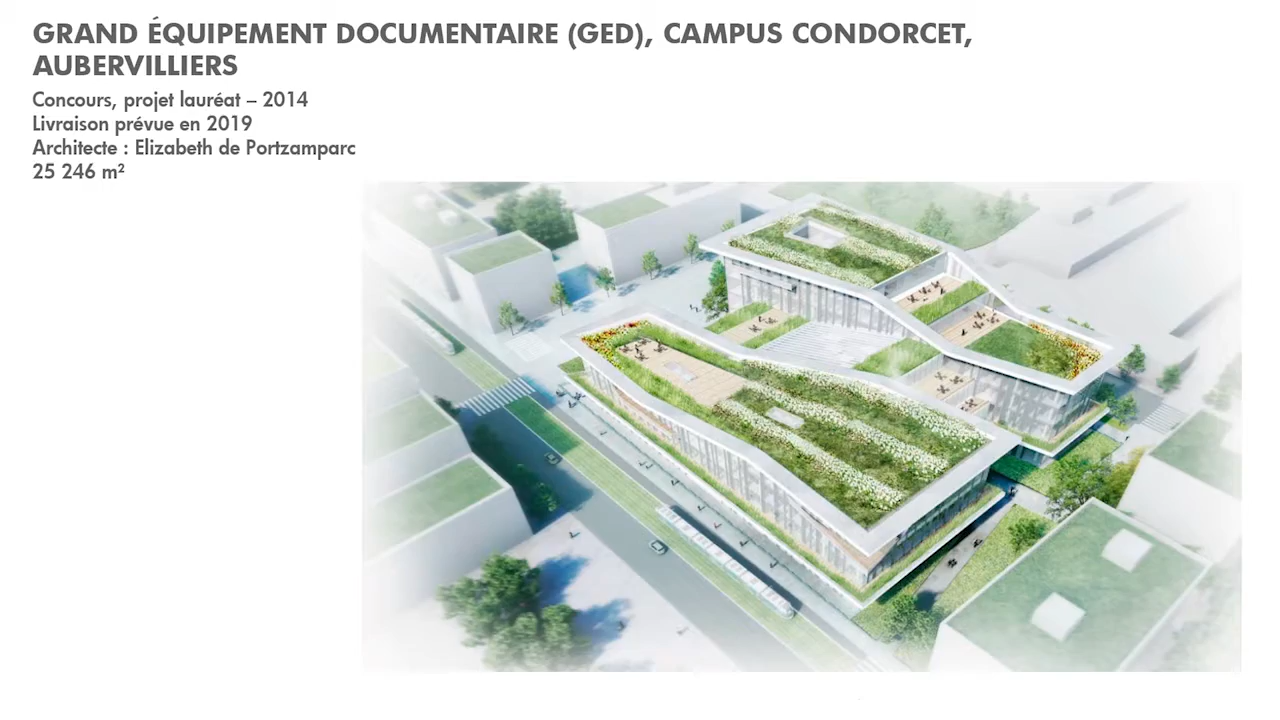 GRAND ÉQUIPEMENT DOCUMENTAIRE (GED), CAMPUS CONDORCET,
AUBERVILLIERS
Concours, projet lauréat – 2014
Livraison prévue en 2019
Architecte : Elizabeth de Portzamparc
25 246 m²